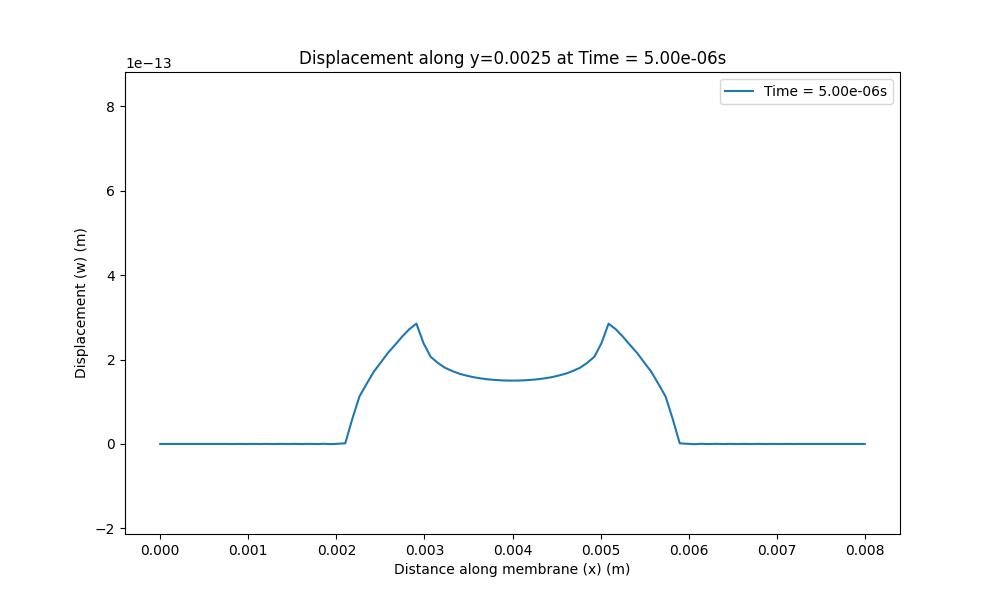 Displacement along y=0.0025 at Time = 5.00e-06s
1e−13
Time = 5.00e-06s
8
6
4
2
0
−2
Displacement (w) (m)
0.000 0.001 0.002 0.003 0.004 0.005 0.006 0.007 0.008
Distance along membrane (x) (m)